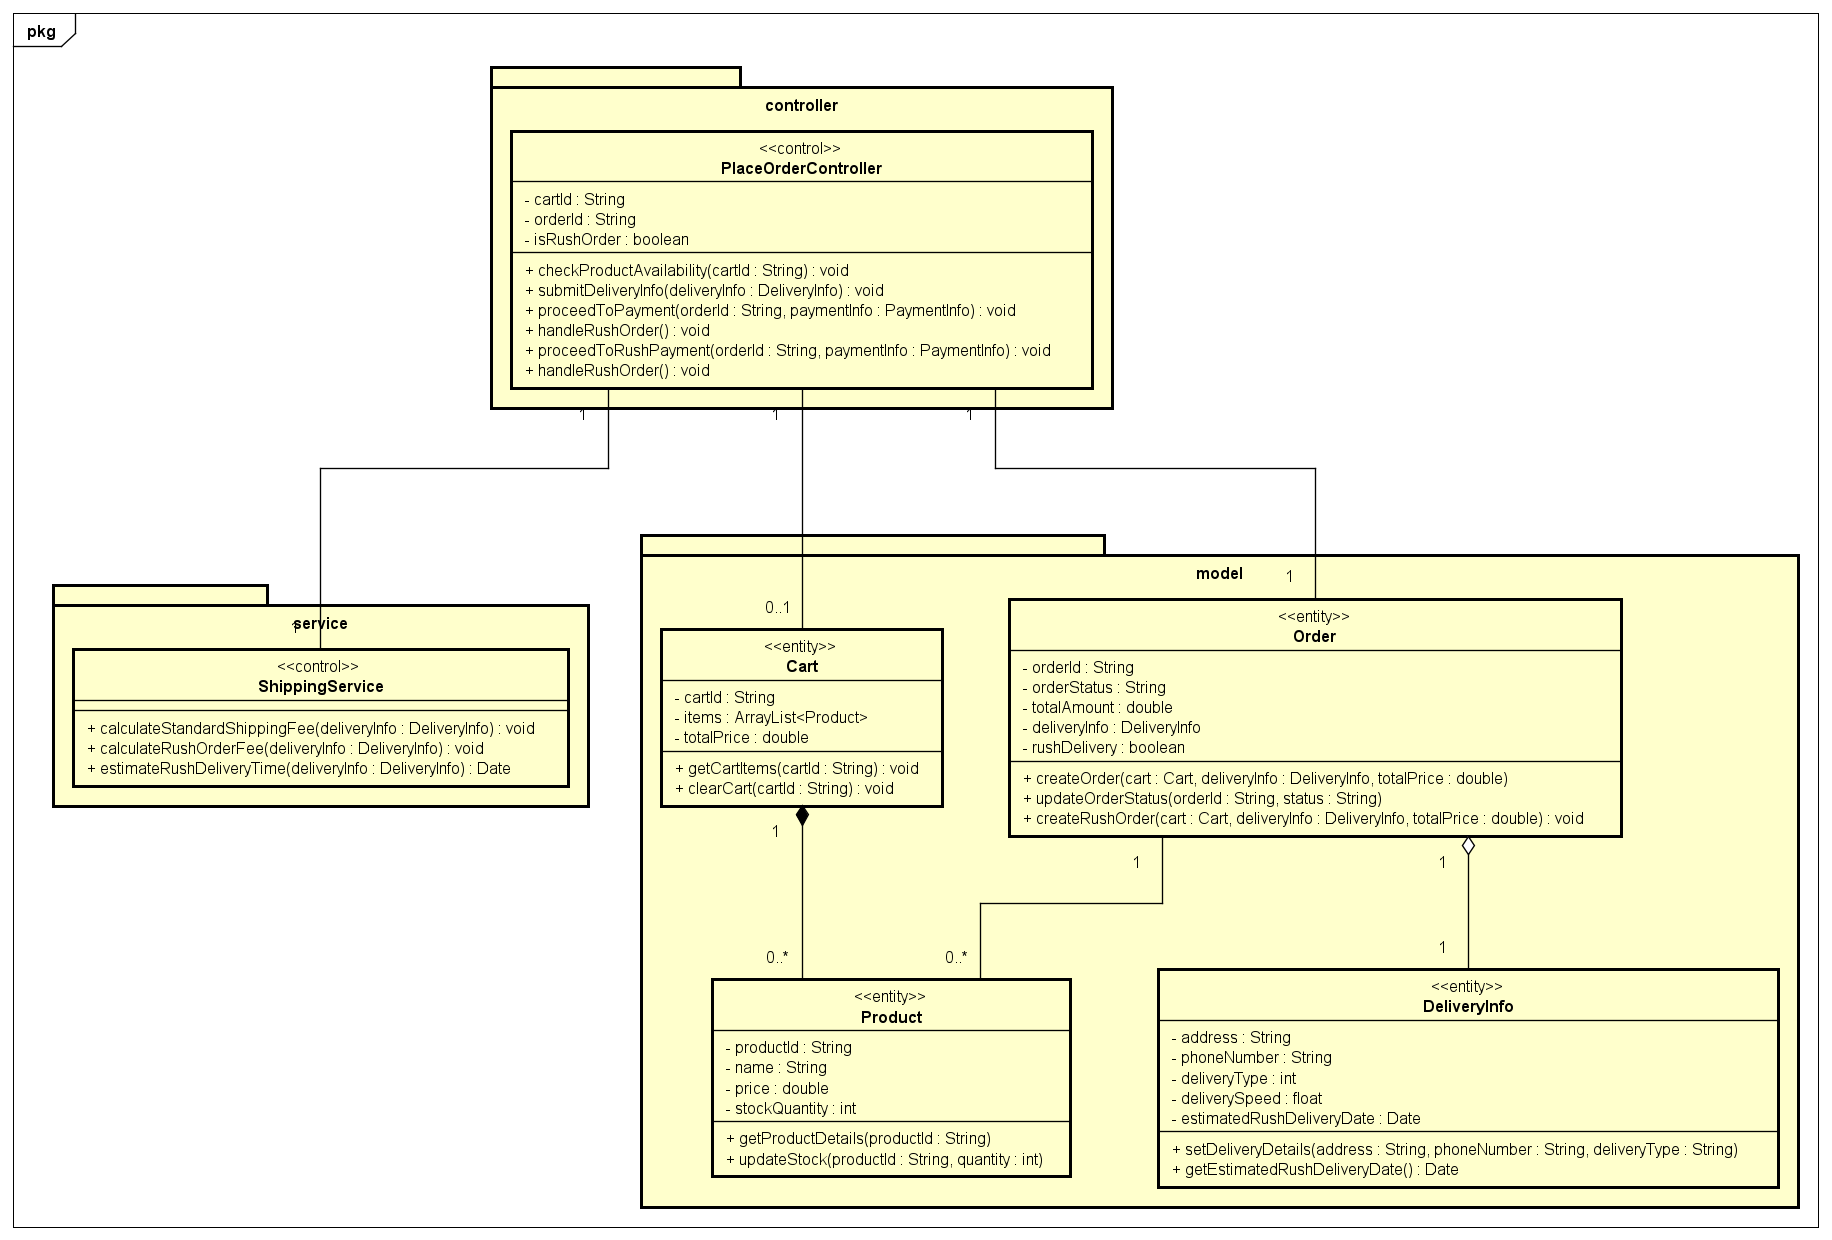 pkg
controller
<<control>>
PlaceOrderController
- cartId : String
- orderId : String
- isRushOrder : boolean
+ checkProductAvailability(cartId : String) : void
+ submitDeliveryInfo(deliveryInfo : DeliveryInfo) : void
+ proceedToPayment(orderId : String, paymentInfo : PaymentInfo) : void
+ handleRushOrder() : void
+ proceedToRushPayment(orderId : String, paymentInfo : PaymentInfo) : void
+ handleRushOrder() : void
1
1
1
service
1
<<control>>
ShippingService
+ calculateStandardShippingFee(deliveryInfo : DeliveryInfo) : void
+ calculateRushOrderFee(deliveryInfo : DeliveryInfo) : void
+ estimateRushDeliveryTime(deliveryInfo : DeliveryInfo) : Date
model
0..1
1
<<entity>>
Cart
- cartId : String
- items : ArrayList<Product>
- totalPrice : double
+ getCartItems(cartId : String) : void
+ clearCart(cartId : String) : void
<<entity>>
Order
- orderId : String
- orderStatus : String
- totalAmount : double
- deliveryInfo : DeliveryInfo
- rushDelivery : boolean
+ createOrder(cart : Cart, deliveryInfo : DeliveryInfo, totalPrice : double)
+ updateOrderStatus(orderId : String, status : String)
+ createRushOrder(cart : Cart, deliveryInfo : DeliveryInfo, totalPrice : double) : void
1
1
1
0..*
0..*
1
<<entity>>
Product
- productId : String
- name : String
- price : double
- stockQuantity : int
+ getProductDetails(productId : String)
+ updateStock(productId : String, quantity : int)
<<entity>>
DeliveryInfo
- address : String
- phoneNumber : String
- deliveryType : int
- deliverySpeed : float
- estimatedRushDeliveryDate : Date
+ setDeliveryDetails(address : String, phoneNumber : String, deliveryType : String)
+ getEstimatedRushDeliveryDate() : Date